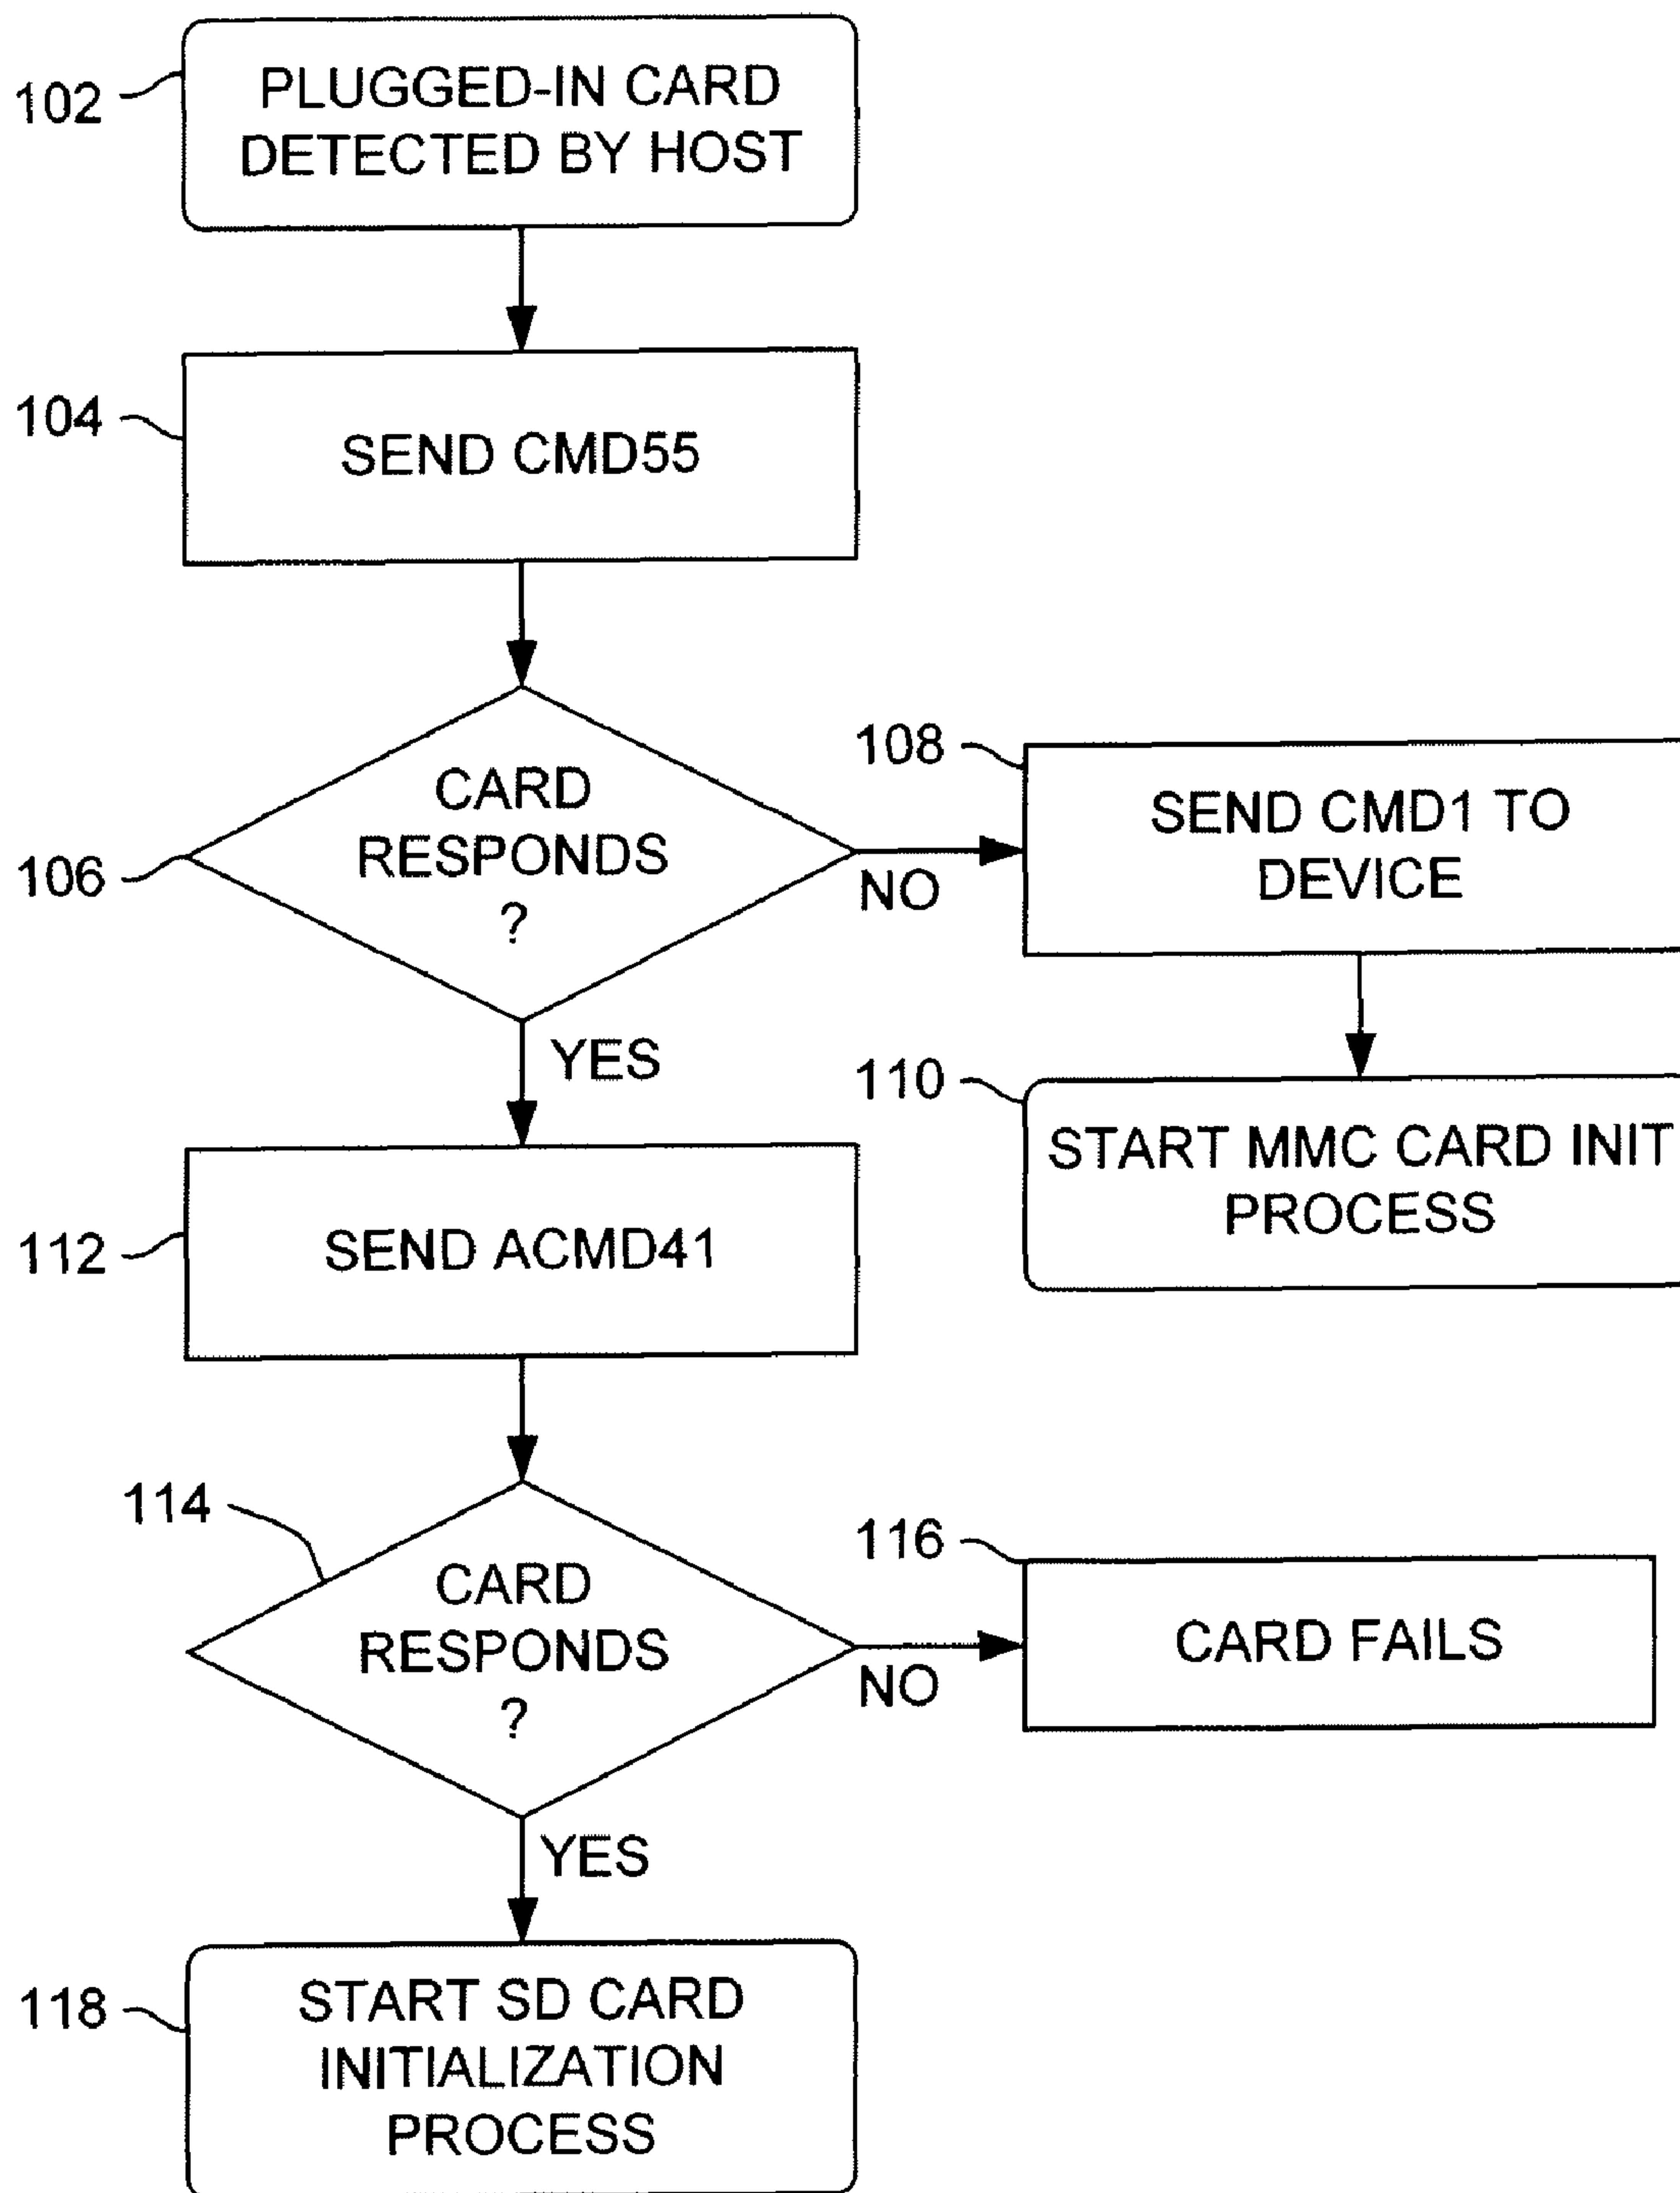 102
PLUGGED-IN CARD
DETECTED BY HOST
104
SEND CMD55
106
CARD
RESPONDS
?
NO
108
SEND CMD1 TO
DEVICE
110
START MMC CARD INIT
PROCESS
YES
112
SEND ACMD41
114
CARD
RESPONDS
?
NO
116
CARD FAILS
YES
118
START SD CARD
INITIALIZATION
PROCESS